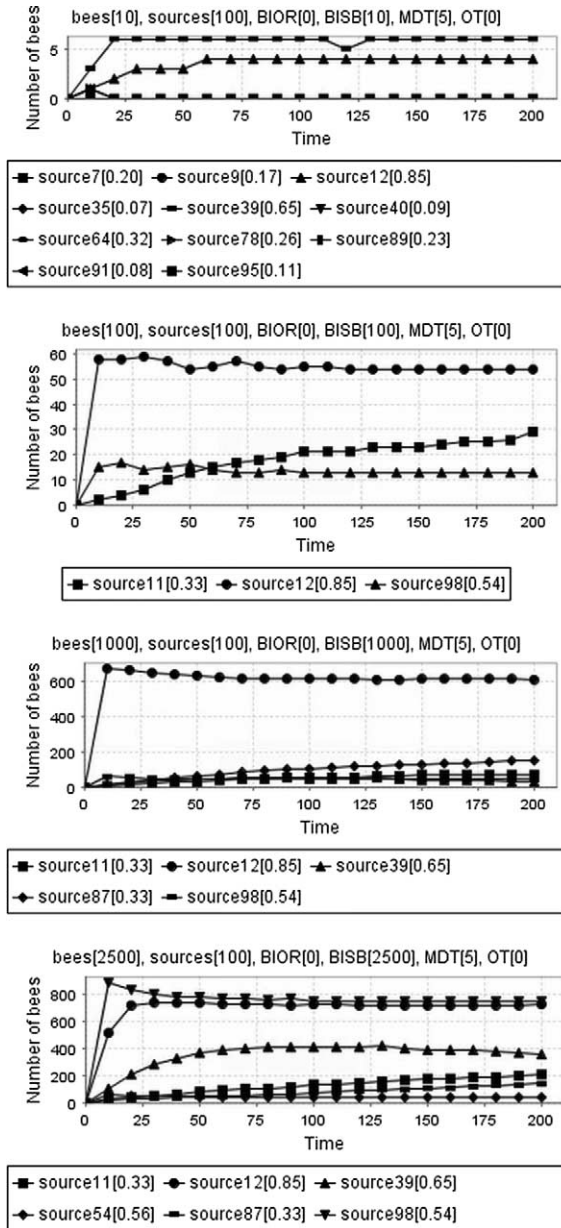 bees[10], sources[100], BIOR[0], BISB[10], MDT[5], OT[0]
Number of bees
5
0
0 25 50 75 100 125 150 175 200
Time
source7[0.20] source9[0.17] source12[0.85]
source35[0.07] source39[0.65] source40[0.09]
source64[0.32] source78[0.26] source89[0.23]
source91[0.08] source95[0.11]
bees[100], sources[100], BIOR[0], BISB[100], MDT[5], OT[0]
Number of bees
60
50
40
30
20
10
0
0 25 50 75 100 125 150 175 200
Time
source11[0.33] source12[0.85] source98[0.54]
bees[1000], sources[100], BIOR[0], BISB[1000], MDT[5], OT[0]
Number of bees
600
400
200
0
0 25 50 75 100 125 150 175 200
Time
source11[0.33] source12[0.85] source39[0.65]
source87[0.33] source98[0.54]
bees[2500], sources[100], BIOR[0], BISB[2500], MDT[5], OT[0]
Number of bees
800
600
400
200
0
0 25 50 75 100 125 150 175 200
Time
source11[0.33] source12[0.85] source39[0.65]
source54[0.56] source87[0.33] source98[0.54]